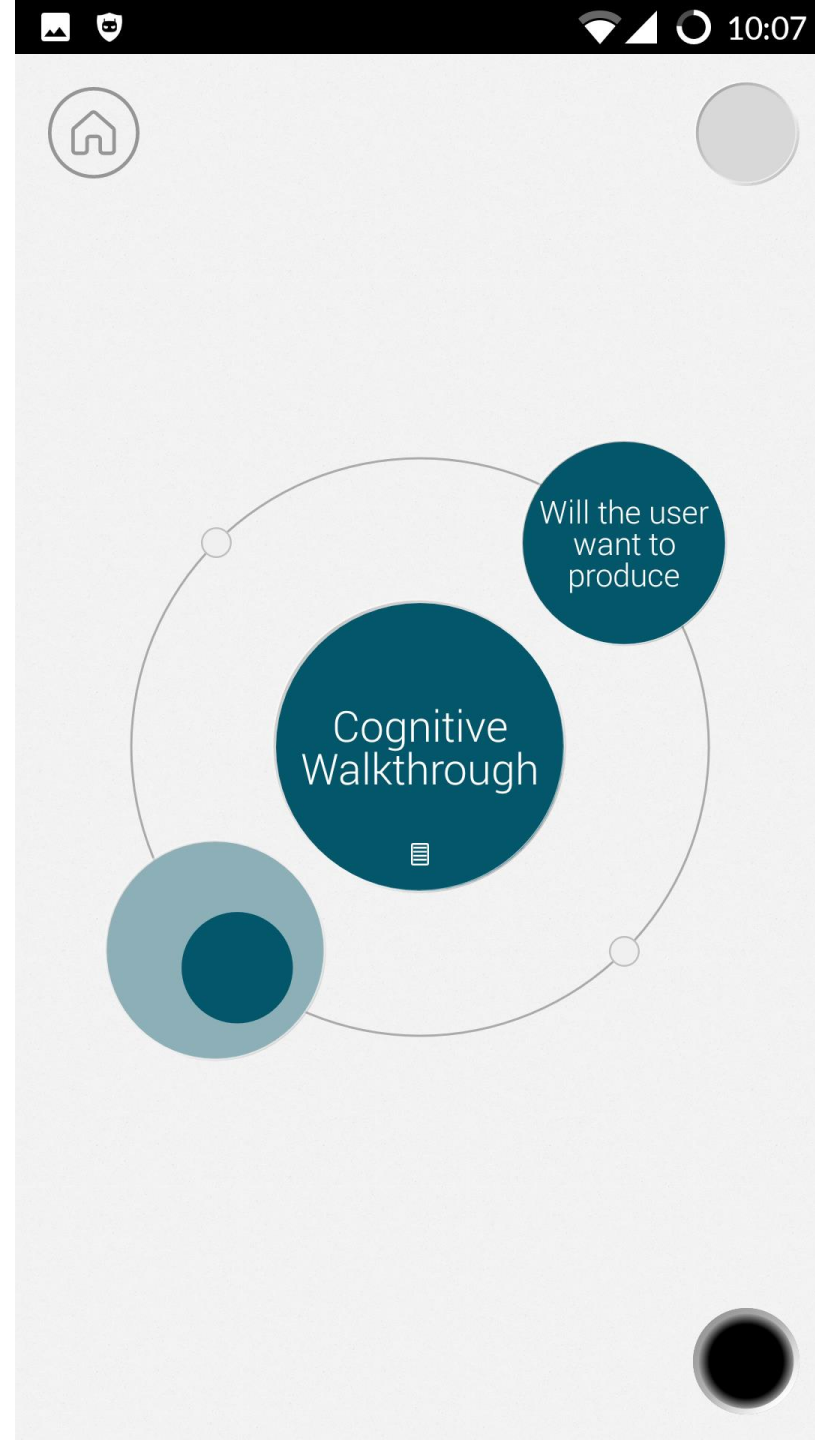 10:07
Will the user
want to
produce
Cognitive
Walkthrough